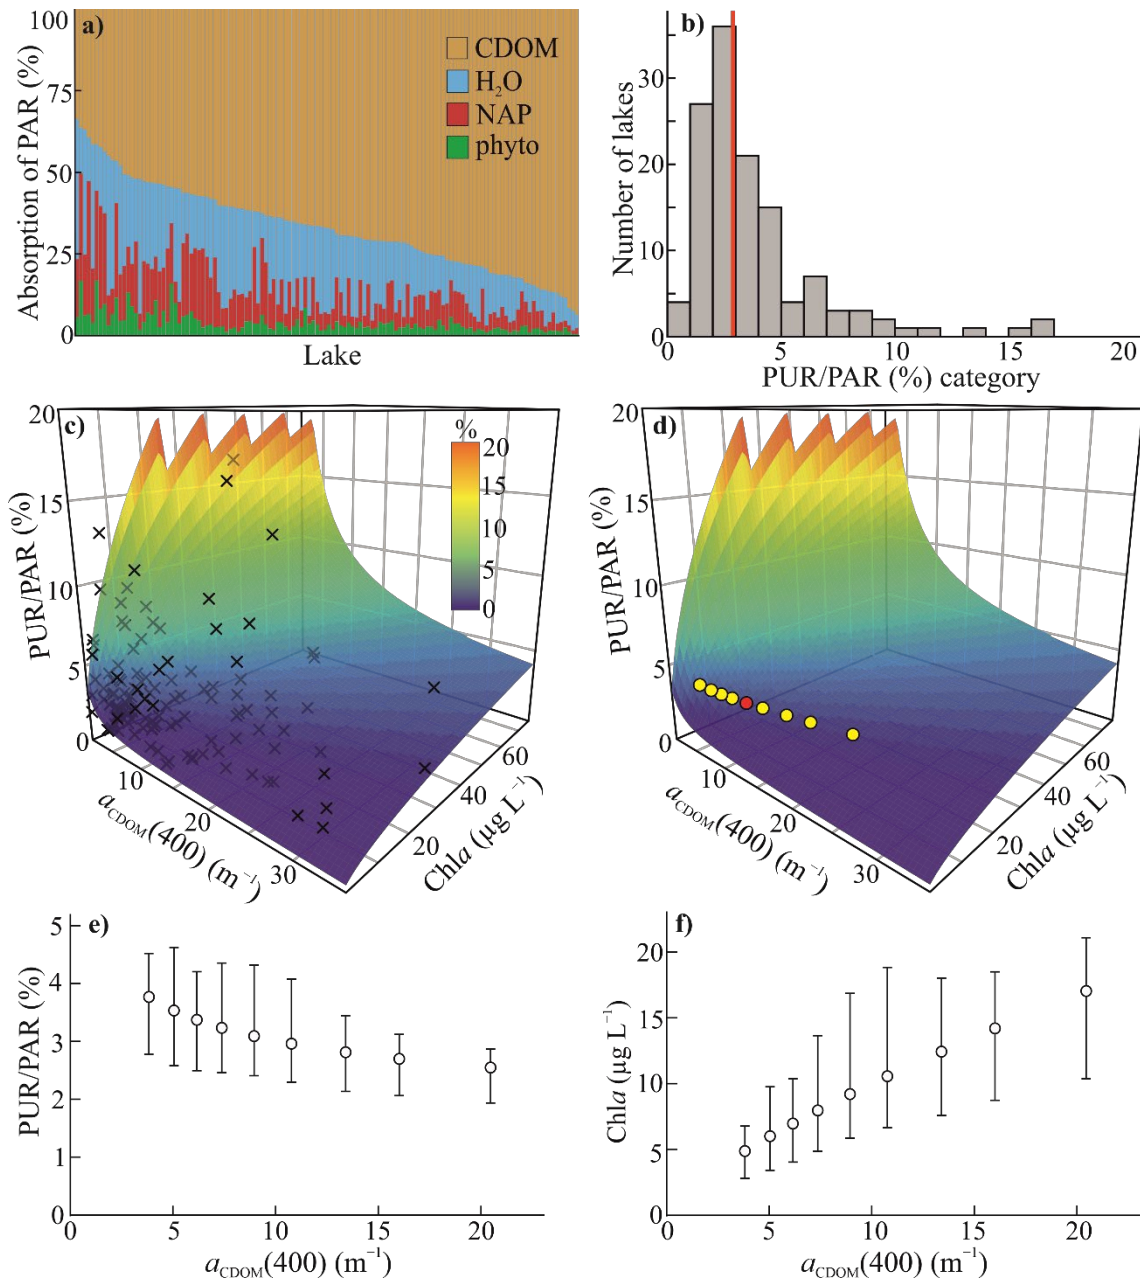 a)
100
75
50
25
0
Absorption of PAR (%)
CDOM
H₂O
NAP
phyto
Lake
b)
30
20
10
0
Number of lakes
0 5 10 15 20
PUR/PAR (%) category
c)
20
15
10
5
0
PUR/PAR (%)
%
20
15
10
5
0
10
20
30
a_CDOM(400) (m⁻¹)
20
40
60
Chla (µg L⁻¹)
d)
20
15
10
5
0
PUR/PAR (%)
10
20
30
a_CDOM(400) (m⁻¹)
20
40
60
Chla (µg L⁻¹)
e)
5
4
3
2
1
0
PUR/PAR (%)
0 5 10 15 20
a_CDOM(400) (m⁻¹)
f)
20
15
10
5
0
Chla (µg L⁻¹)
0 5 10 15 20
a_CDOM(400) (m⁻¹)